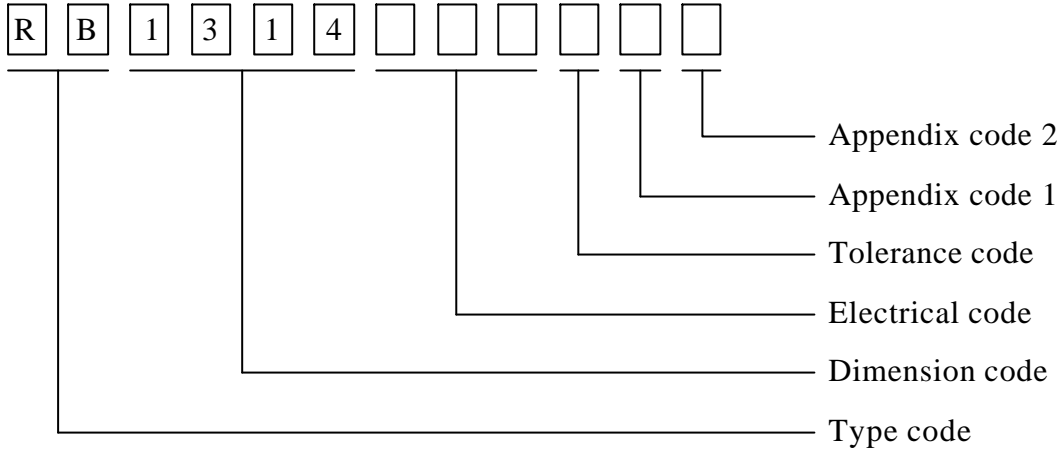 R B 1 3 1 4
Appendix code 2
Appendix code 1
Tolerance code
Electrical code
Dimension code
Type code